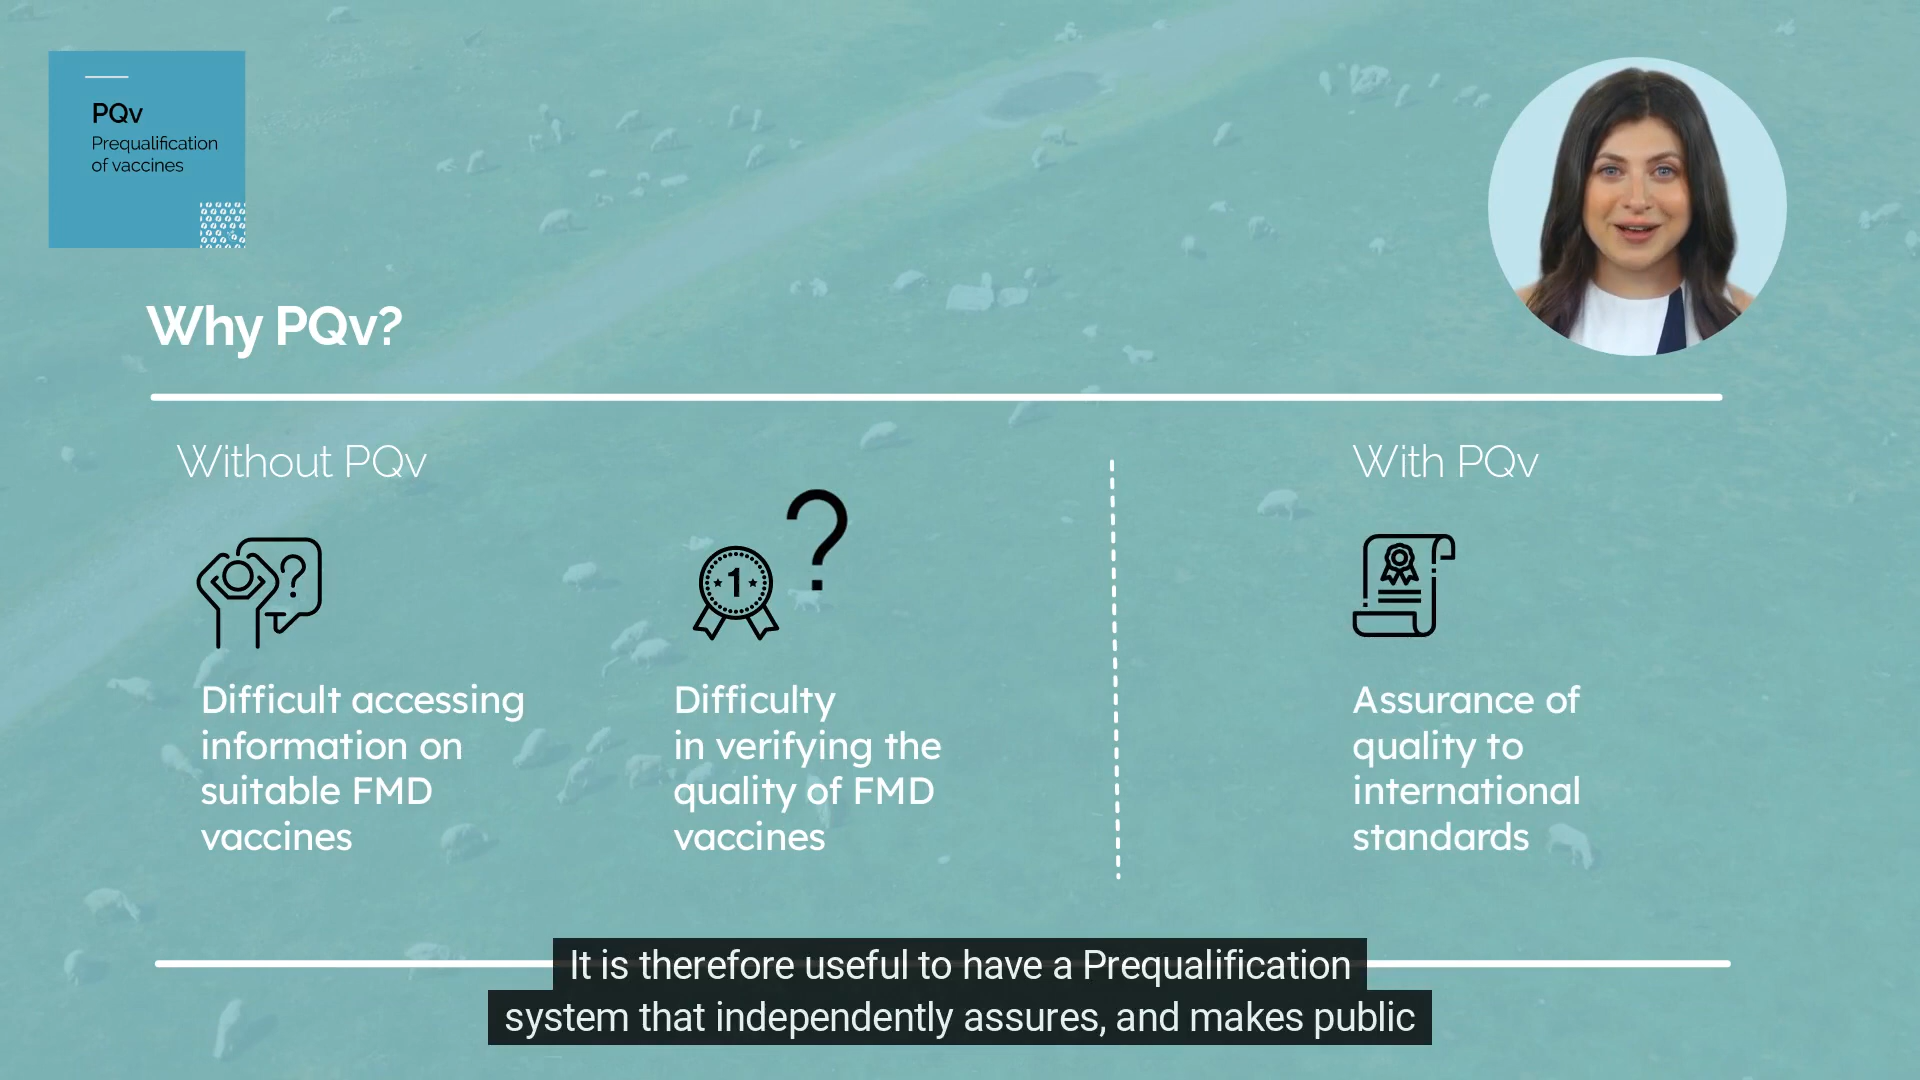 PQv
Prequalification
of vaccines
Why PQv?
Without PQv
With PQv
?
?
1
Difficult accessing
information on
suitable FMD
vaccines
Difficulty
in verifying the
quality of FMD
vaccines
Assurance of
quality to
international
standards
It is therefore useful to have a Prequalification
system that independently assures, and makes public